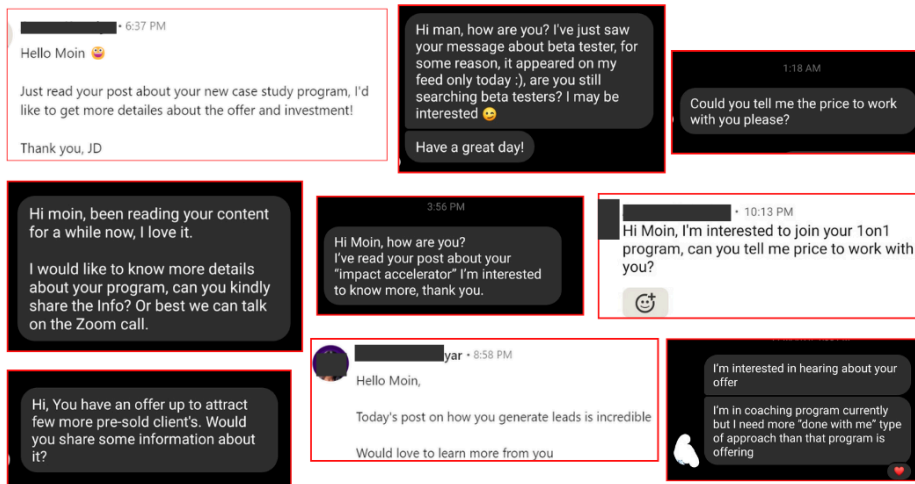 • 6:37 PM
Hello Moin 😀
Just read your post about your new case study program, I'd
like to get more detailes about the offer and investment!
Thank you, JD
Hi man, how are you? I've just saw
your message about beta tester, for
some reason, it appeared on my
feed only today :), are you still
searching beta testers? I may be
interested 😉
Have a great day!
1:18 AM
Could you tell me the price to work
with you please?
Hi moin, been reading your content
for a while now, I love it.
I would like to know more details
about your program, can you kindly
share the Info? Or best we can talk
on the Zoom call.
3:56 PM
Hi Moin, how are you?
I've read your post about your
"impact accelerator" I'm interested
to know more, thank you.
• 10:13 PM
Hi Moin, I'm interested to join your 1on1
program, can you tell me price to work with
you?
Hi, You have an offer up to attract
few more pre-sold client's. Would
you share some information about
it?
yar • 8:58 PM
Hello Moin,
Today's post on how you generate leads is incredible
Would love to learn more from you
I'm interested in hearing about your
offer
I'm in coaching program currently
but I need more "done with me" type
of approach than that program is
offering